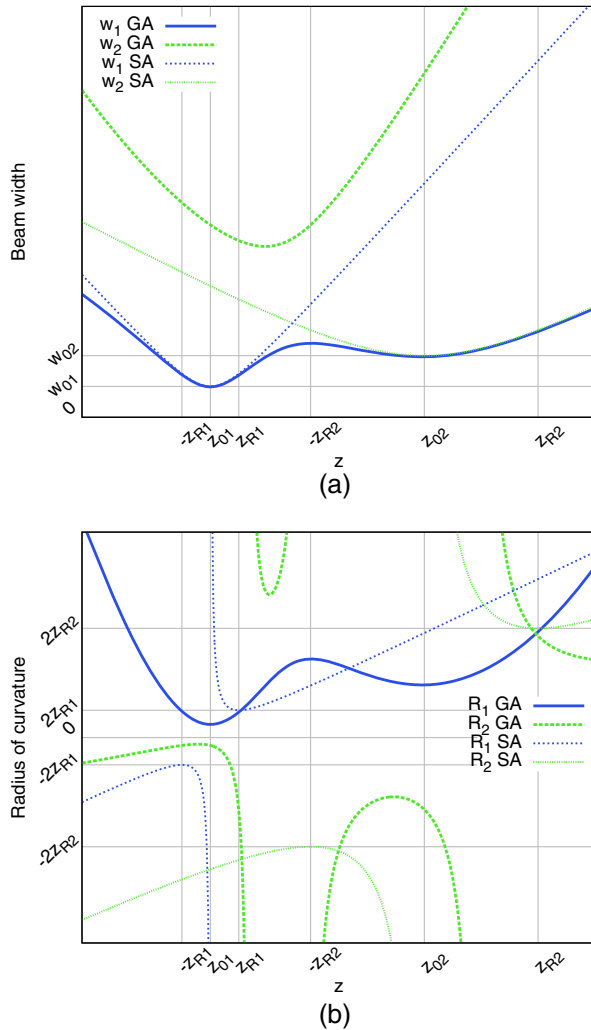 w1 GA
w2 GA
w1 SA
w2 SA
Beam width
w02
w01
0
-zR1
z01
zR1
-zR2
z02
zR2
z
(a)
Radius of curvature
2zR2
2zR1
0
-2zR1
-2zR2
R1 GA
R2 GA
R1 SA
R2 SA
-zR1
z01
zR1
-zR2
z02
zR2
z
(b)